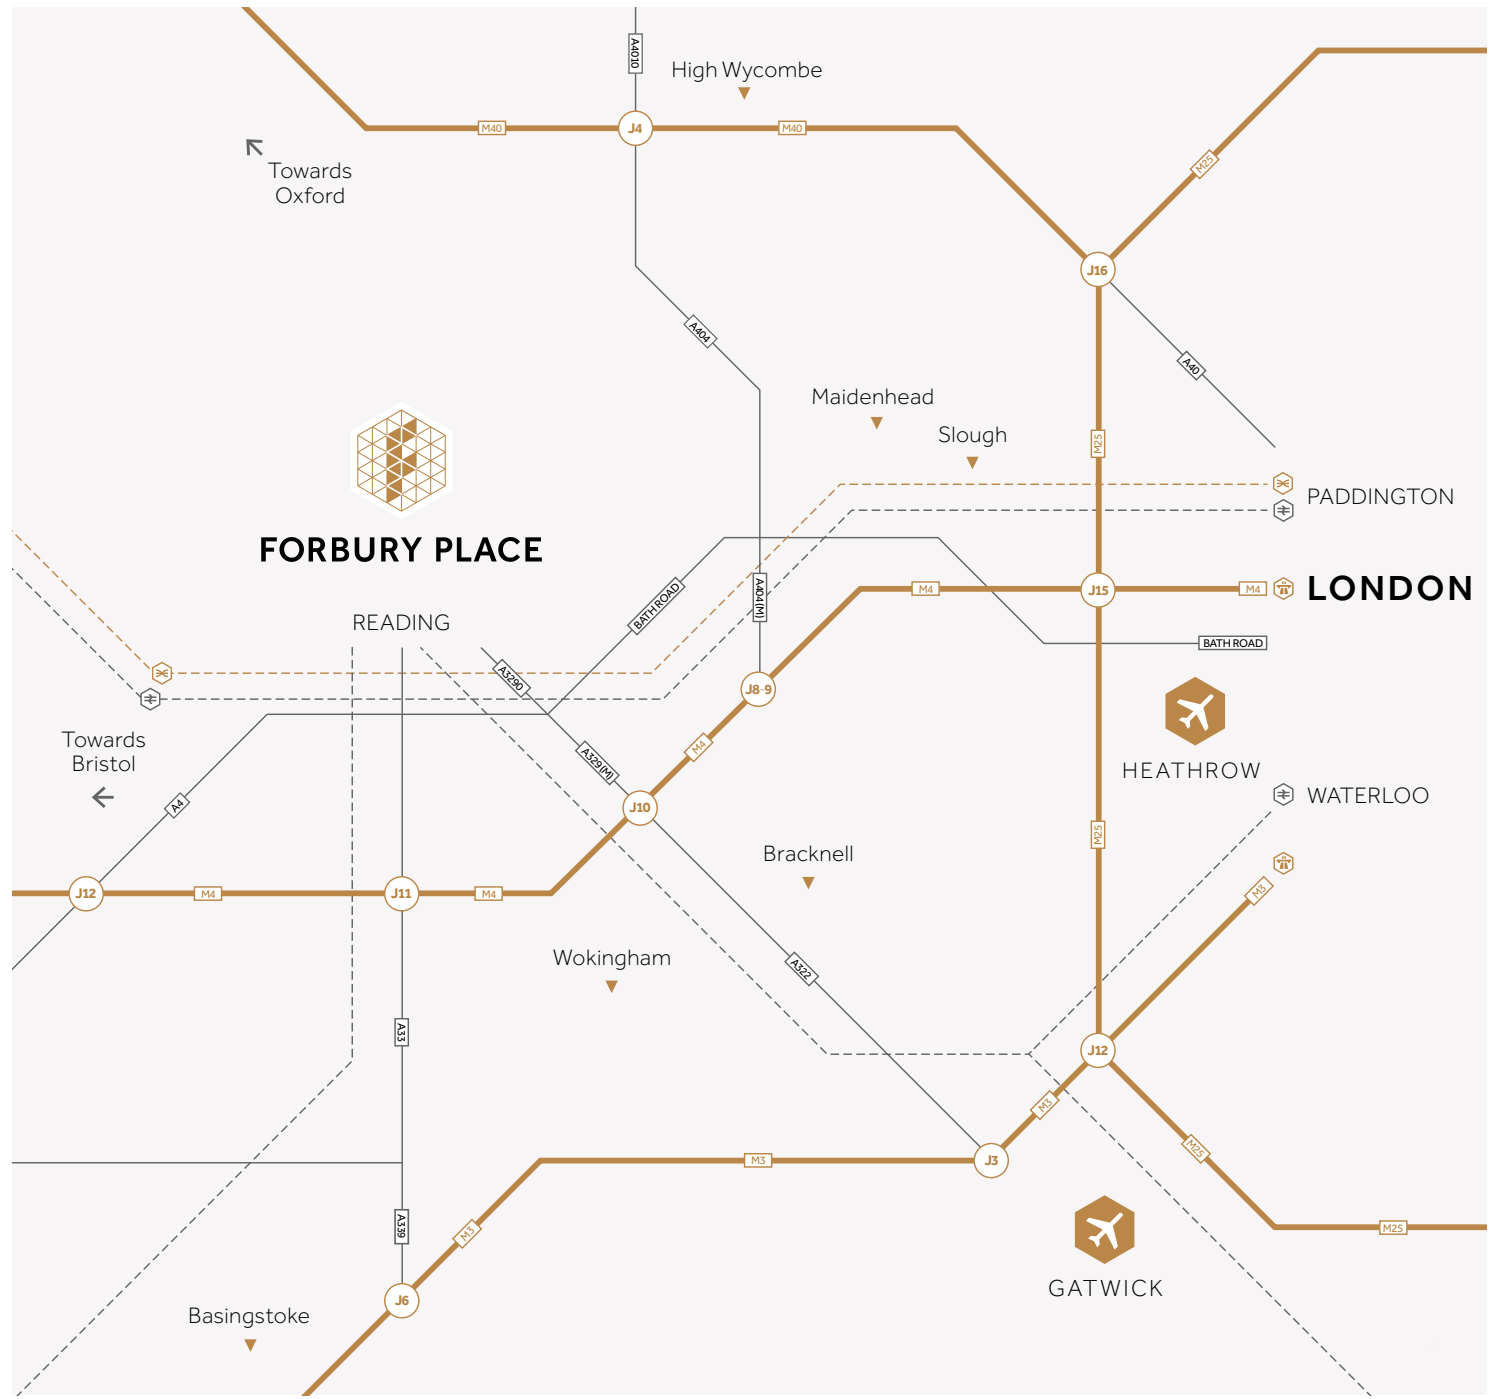 A4010
High Wycombe
M40
J4
M40
Towards
Oxford
M25
J16
A404
A40
Maidenhead
Slough
M25
PADDINGTON
FORBURY PLACE
READING
BATH ROAD
A404(M)
M4
J15
M4
LONDON
BATH ROAD
A3290
J8-9
Towards
Bristol
A329(M)
M4
HEATHROW
A4
J10
WATERLOO
M25
Bracknell
J12
M4
J11
M4
M3
Wokingham
A322
A33
J12
M3
M25
M3
J3
A339
M3
M25
GATWICK
J6
Basingstoke